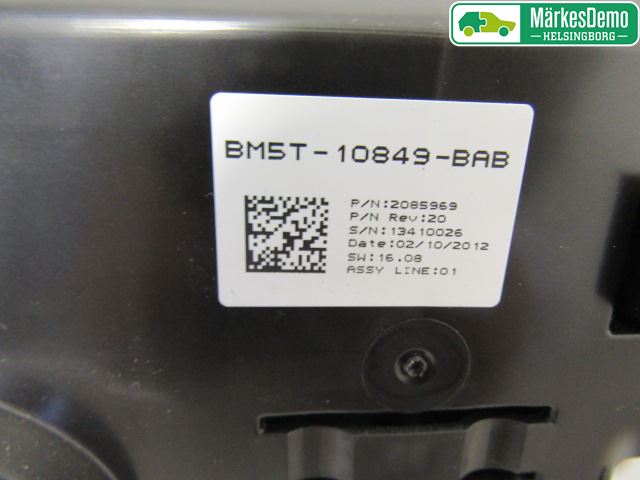 MärkesDemo
HELSINGBORG
BM5T-10849-BAB
P/N:2085969
P/N Rev:20
S/N:13410026
Date:02/10/2012
SW:16.08
ASSY LINE:01